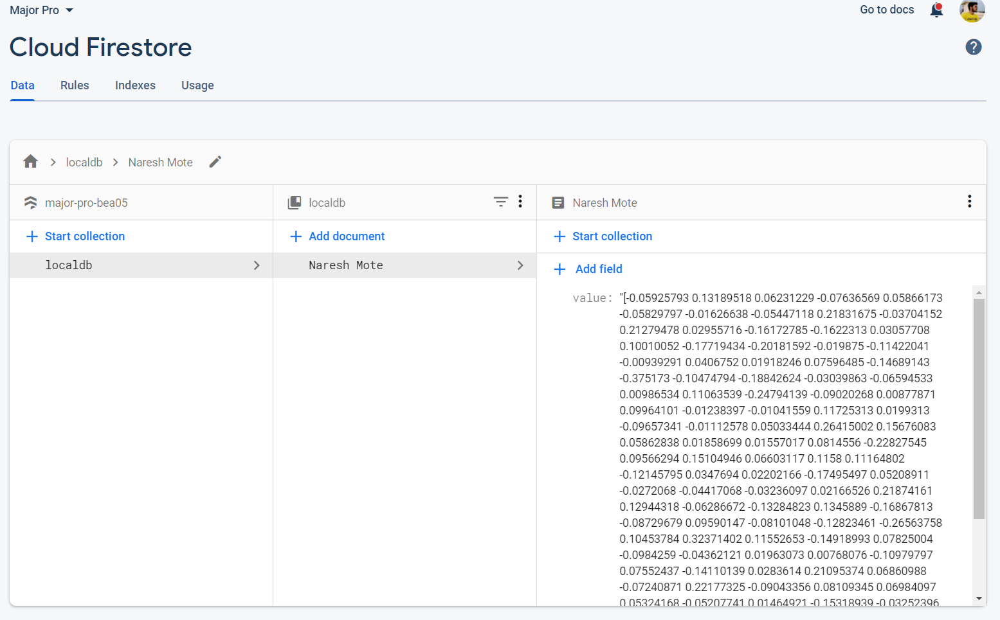 Major Pro
Go to docs
Cloud Firestore
Data Rules Indexes Usage
localdb Naresh Mote
major-pro-bea05
localdb
Naresh Mote
Start collection
Add document
Start collection
localdb
Naresh Mote
Add field
value: "[-0.05925793 0.13189518 0.06231229 -0.07636569 0.05866173
-0.05829797 -0.01626638 -0.05447118 0.21831675 -0.03704152
0.21279478 0.02955716 -0.16172785 -0.1622313 0.03057708
0.10010052 -0.17719434 -0.20181592 -0.019875 -0.11422041
-0.00939291 0.0406752 0.01918246 0.07596485 -0.14689143
-0.375173 -0.10474794 -0.18842624 -0.03039863 -0.06594533
0.00986534 0.11063539 -0.24794139 -0.09020268 0.00877871
0.09964101 -0.01238397 -0.01041559 0.11725313 0.0199313
-0.09657341 -0.01112578 0.05033444 0.26415002 0.15676083
0.05862838 0.01858699 0.01557017 0.0814556 -0.22827545
0.09566294 0.15104946 0.06603117 0.1158 0.11164802
-0.12145795 0.0347694 0.02202166 -0.17495497 0.05208911
-0.0272068 -0.04417068 -0.03236097 0.02166526 0.21874161
0.12944318 -0.06286672 -0.13284823 0.1345889 -0.16867813
-0.08729679 0.09590147 -0.08101048 -0.12823461 -0.26563758
0.10453784 0.32371402 0.11552653 -0.14918993 0.07825004
-0.0984259 -0.04362121 0.01963073 0.00768076 -0.10979797
0.07552437 -0.14110139 0.0283614 0.21095374 0.06860988
-0.07240871 0.22177325 -0.09043356 0.08109345 0.06984097
0.05324168 -0.05207741 0.01464921 -0.15318939 -0.03252396